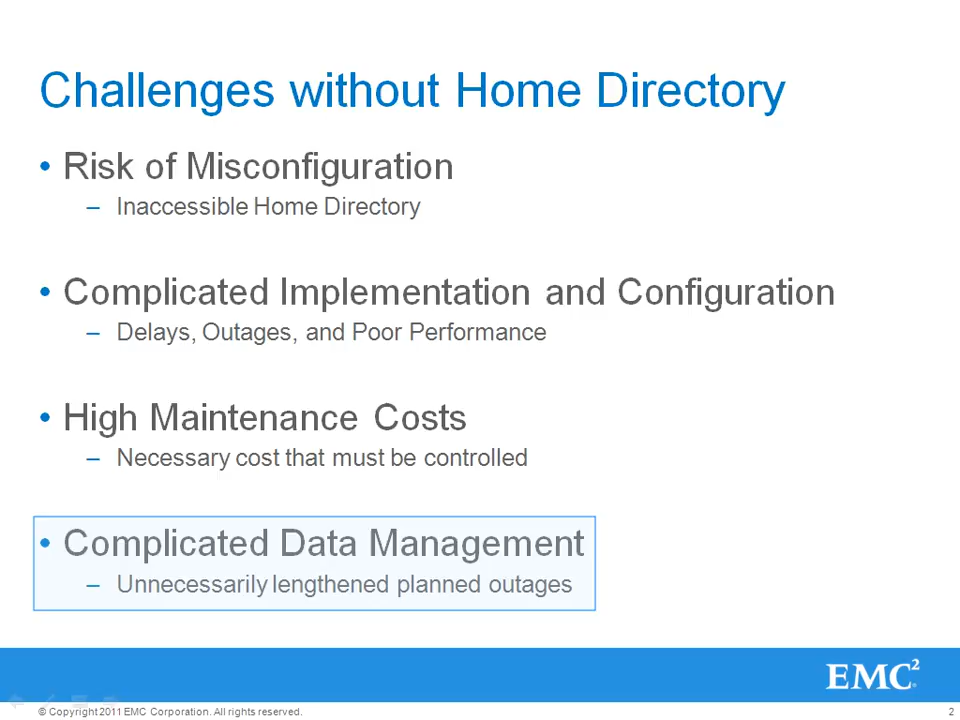 Challenges without Home Directory
• Risk of Misconfiguration
– Inaccessible Home Directory
• Complicated Implementation and Configuration
– Delays, Outages, and Poor Performance
• High Maintenance Costs
– Necessary cost that must be controlled
• Complicated Data Management
– Unnecessarily lengthened planned outages
EMC²
© Copyright 2011 EMC Corporation. All rights reserved.
2